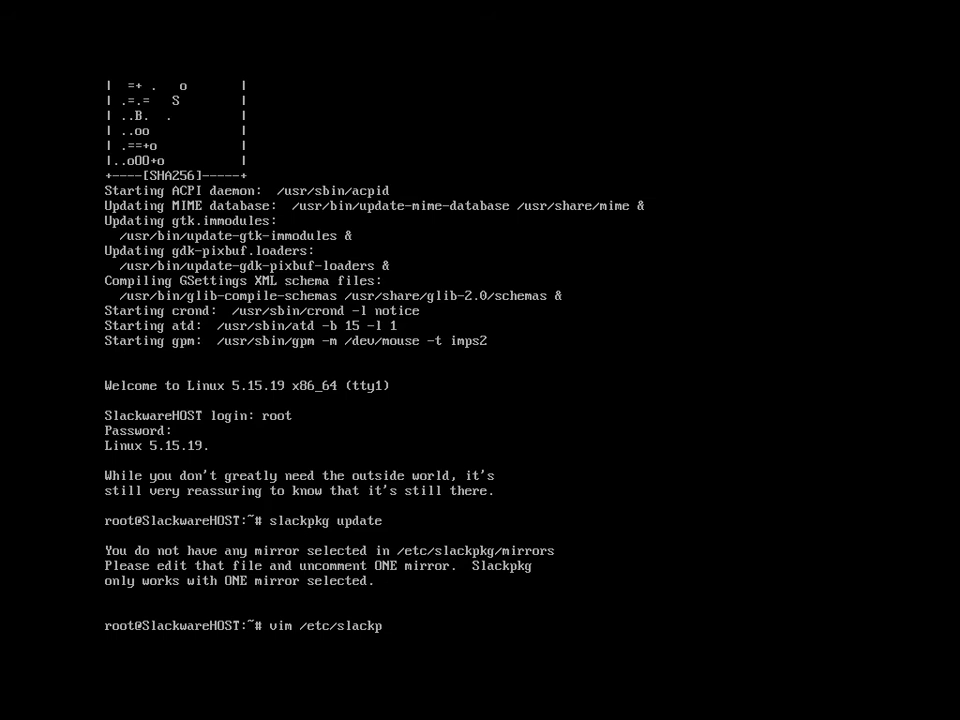 |  =+ .   o       |
| .=.=   S        |
| ..B.  .         |
| ..oo            |
| .==+o           |
|..oOO+o          |
+----[SHA256]-----+
Starting ACPI daemon:  /usr/sbin/acpid
Updating MIME database:  /usr/bin/update-mime-database /usr/share/mime &
Updating gtk.immodules:
  /usr/bin/update-gtk-immodules &
Updating gdk-pixbuf.loaders:
  /usr/bin/update-gdk-pixbuf-loaders &
Compiling GSettings XML schema files:
  /usr/bin/glib-compile-schemas /usr/share/glib-2.0/schemas &
Starting crond:  /usr/sbin/crond -l notice
Starting atd:  /usr/sbin/atd -b 15 -l 1
Starting gpm:  /usr/sbin/gpm -m /dev/mouse -t imps2
Welcome to Linux 5.15.19 x86_64 (tty1)
SlackwareHOST login: root
Password:
Linux 5.15.19.
While you don't greatly need the outside world, it's
still very reassuring to know that it's still there.
root@SlackwareHOST:~# slackpkg update
You do not have any mirror selected in /etc/slackpkg/mirrors
Please edit that file and uncomment ONE mirror.  Slackpkg
only works with ONE mirror selected.
root@SlackwareHOST:~# vim /etc/slackp